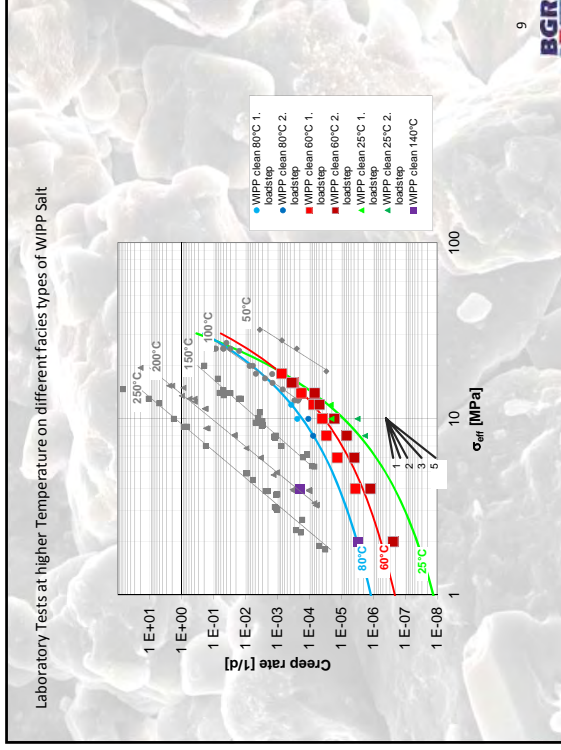 Laboratory Tests at higher Temperature on different facies types of WIPP Salt
1 E+01
1 E+00
1 E-01
1 E-02
1 E-03
1 E-04
1 E-05
1 E-06
1 E-07
1 E-08
Creep rate [1/d]
250°C
200°C
150°C
100°C
50°C
80°C
60°C
25°C
1
2
3
5
1
10
100
σeff [MPa]
WIPP clean 80°C 1.
loadstep
WIPP clean 80°C 2.
loadstep
WIPP clean 60°C 1.
loadstep
WIPP clean 60°C 2.
loadstep
WIPP clean 25°C 1.
loadstep
WIPP clean 25°C 2.
loadstep
WIPP clean 140°C
9
BGR